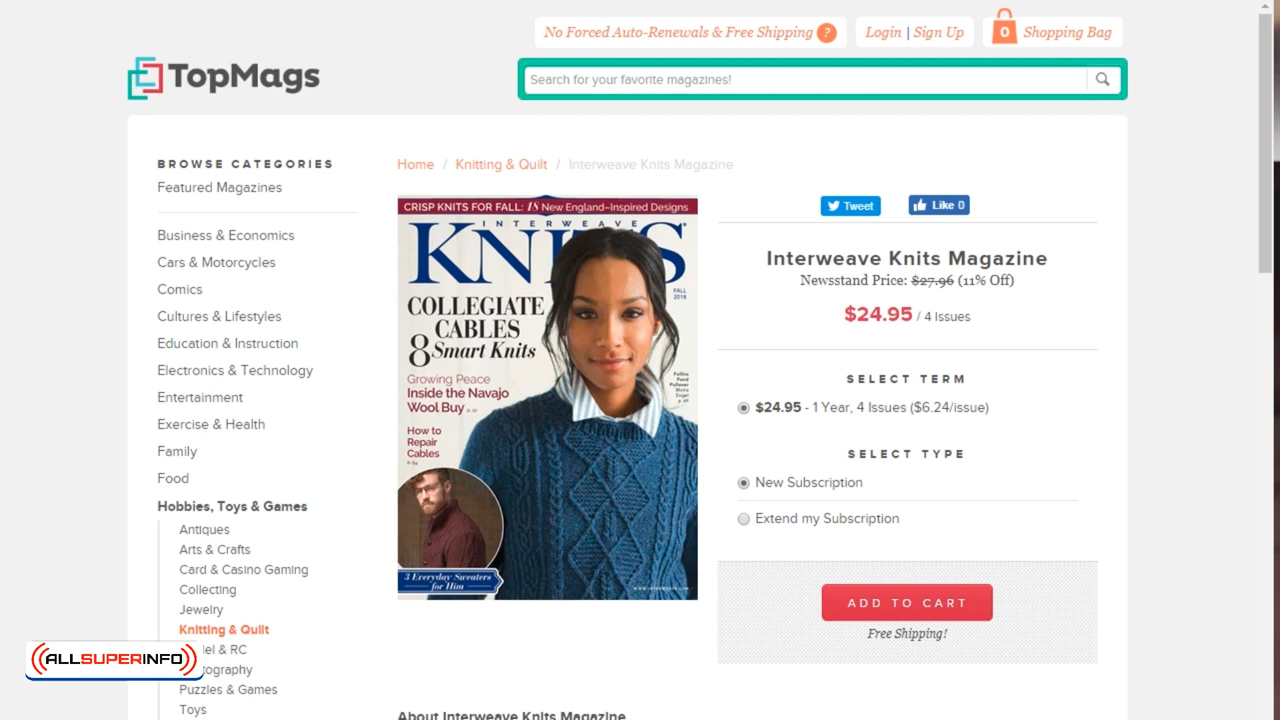 No Forced Auto-Renewals & Free Shipping ?
Login | Sign Up
0 Shopping Bag
TopMags
Search for your favorite magazines!
BROWSE CATEGORIES
Featured Magazines
Business & Economics
Cars & Motorcycles
Comics
Cultures & Lifestyles
Education & Instruction
Electronics & Technology
Entertainment
Exercise & Health
Family
Food
Hobbies, Toys & Games
Antiques
Arts & Crafts
Card & Casino Gaming
Collecting
Jewelry
Knitting & Quilt
el & RC
tography
Puzzles & Games
Toys
ALLSUPERINFO
Home / Knitting & Quilt / Interweave Knits Magazine
CRISP KNITS FOR FALL: 18 New England–Inspired Designs
INTERWEAVE
KNITS
FALL
2018
COLLEGIATE
CABLES
8 Smart Knits
Growing Peace
Inside the Navajo
Wool Buy
How to
Repair
Cables
Pullover
3 Everyday Sweaters
for Him
Tweet
Like 0
Interweave Knits Magazine
Newsstand Price: $27.96 (11% Off)
$24.95 / 4 Issues
SELECT TERM
$24.95 - 1 Year, 4 Issues ($6.24/issue)
SELECT TYPE
New Subscription
Extend my Subscription
ADD TO CART
Free Shipping!
About Interweave Knits Magazine